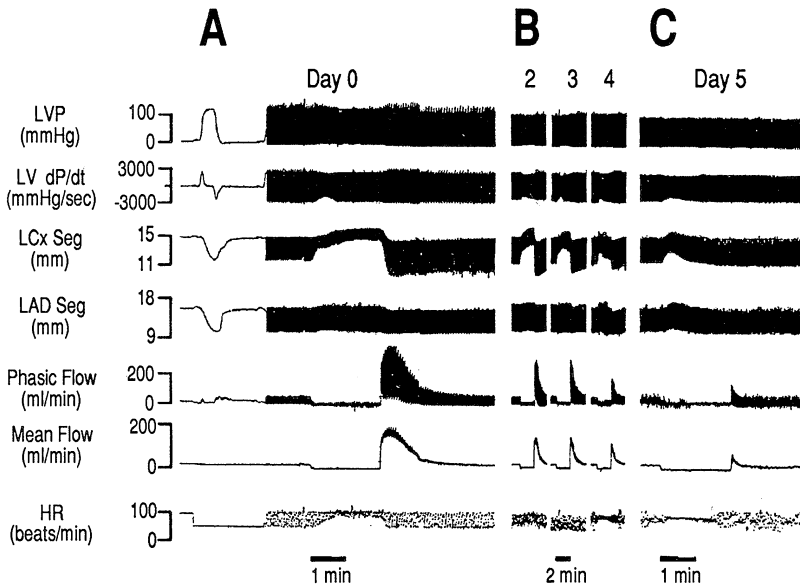 A B C
Day 0 2 3 4 Day 5
LVP
(mmHg)
100
0
LV dP/dt
(mmHg/sec)
3000
-3000
LCx Seg
(mm)
15
11
LAD Seg
(mm)
18
9
Phasic Flow
(ml/min)
200
0
Mean Flow
(ml/min)
200
0
HR
(beats/min)
100
0
1 min 2 min 1 min